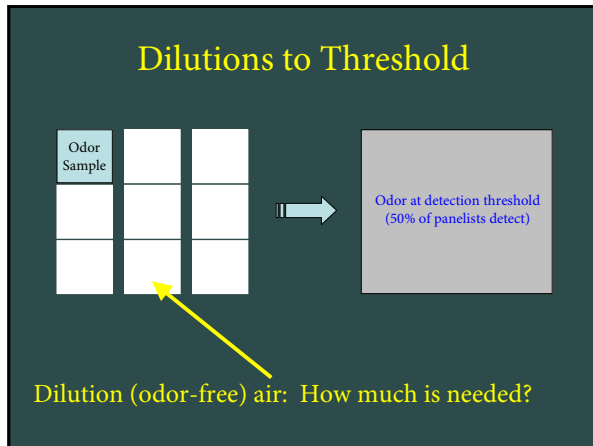 Dilutions to Threshold
Odor
Sample
Odor at detection threshold
(50% of panelists detect)
Dilution (odor-free) air:  How much is needed?